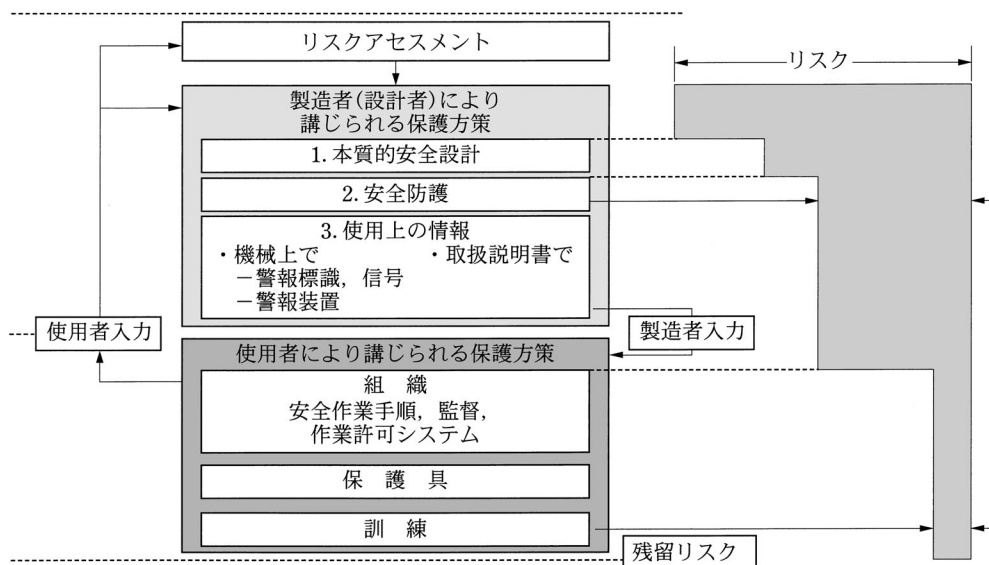 リスクアセスメント
リスク
製造者(設計者)により
講じられる保護方策
1.本質的安全設計
2.安全防護
3.使用上の情報
・機械上で ・取扱説明書で
－警報標識，信号
－警報装置
使用者入力
製造者入力
使用者により講じられる保護方策
組 織
安全作業手順，監督，
作業許可システム
保 護 具
訓 練
残留リスク